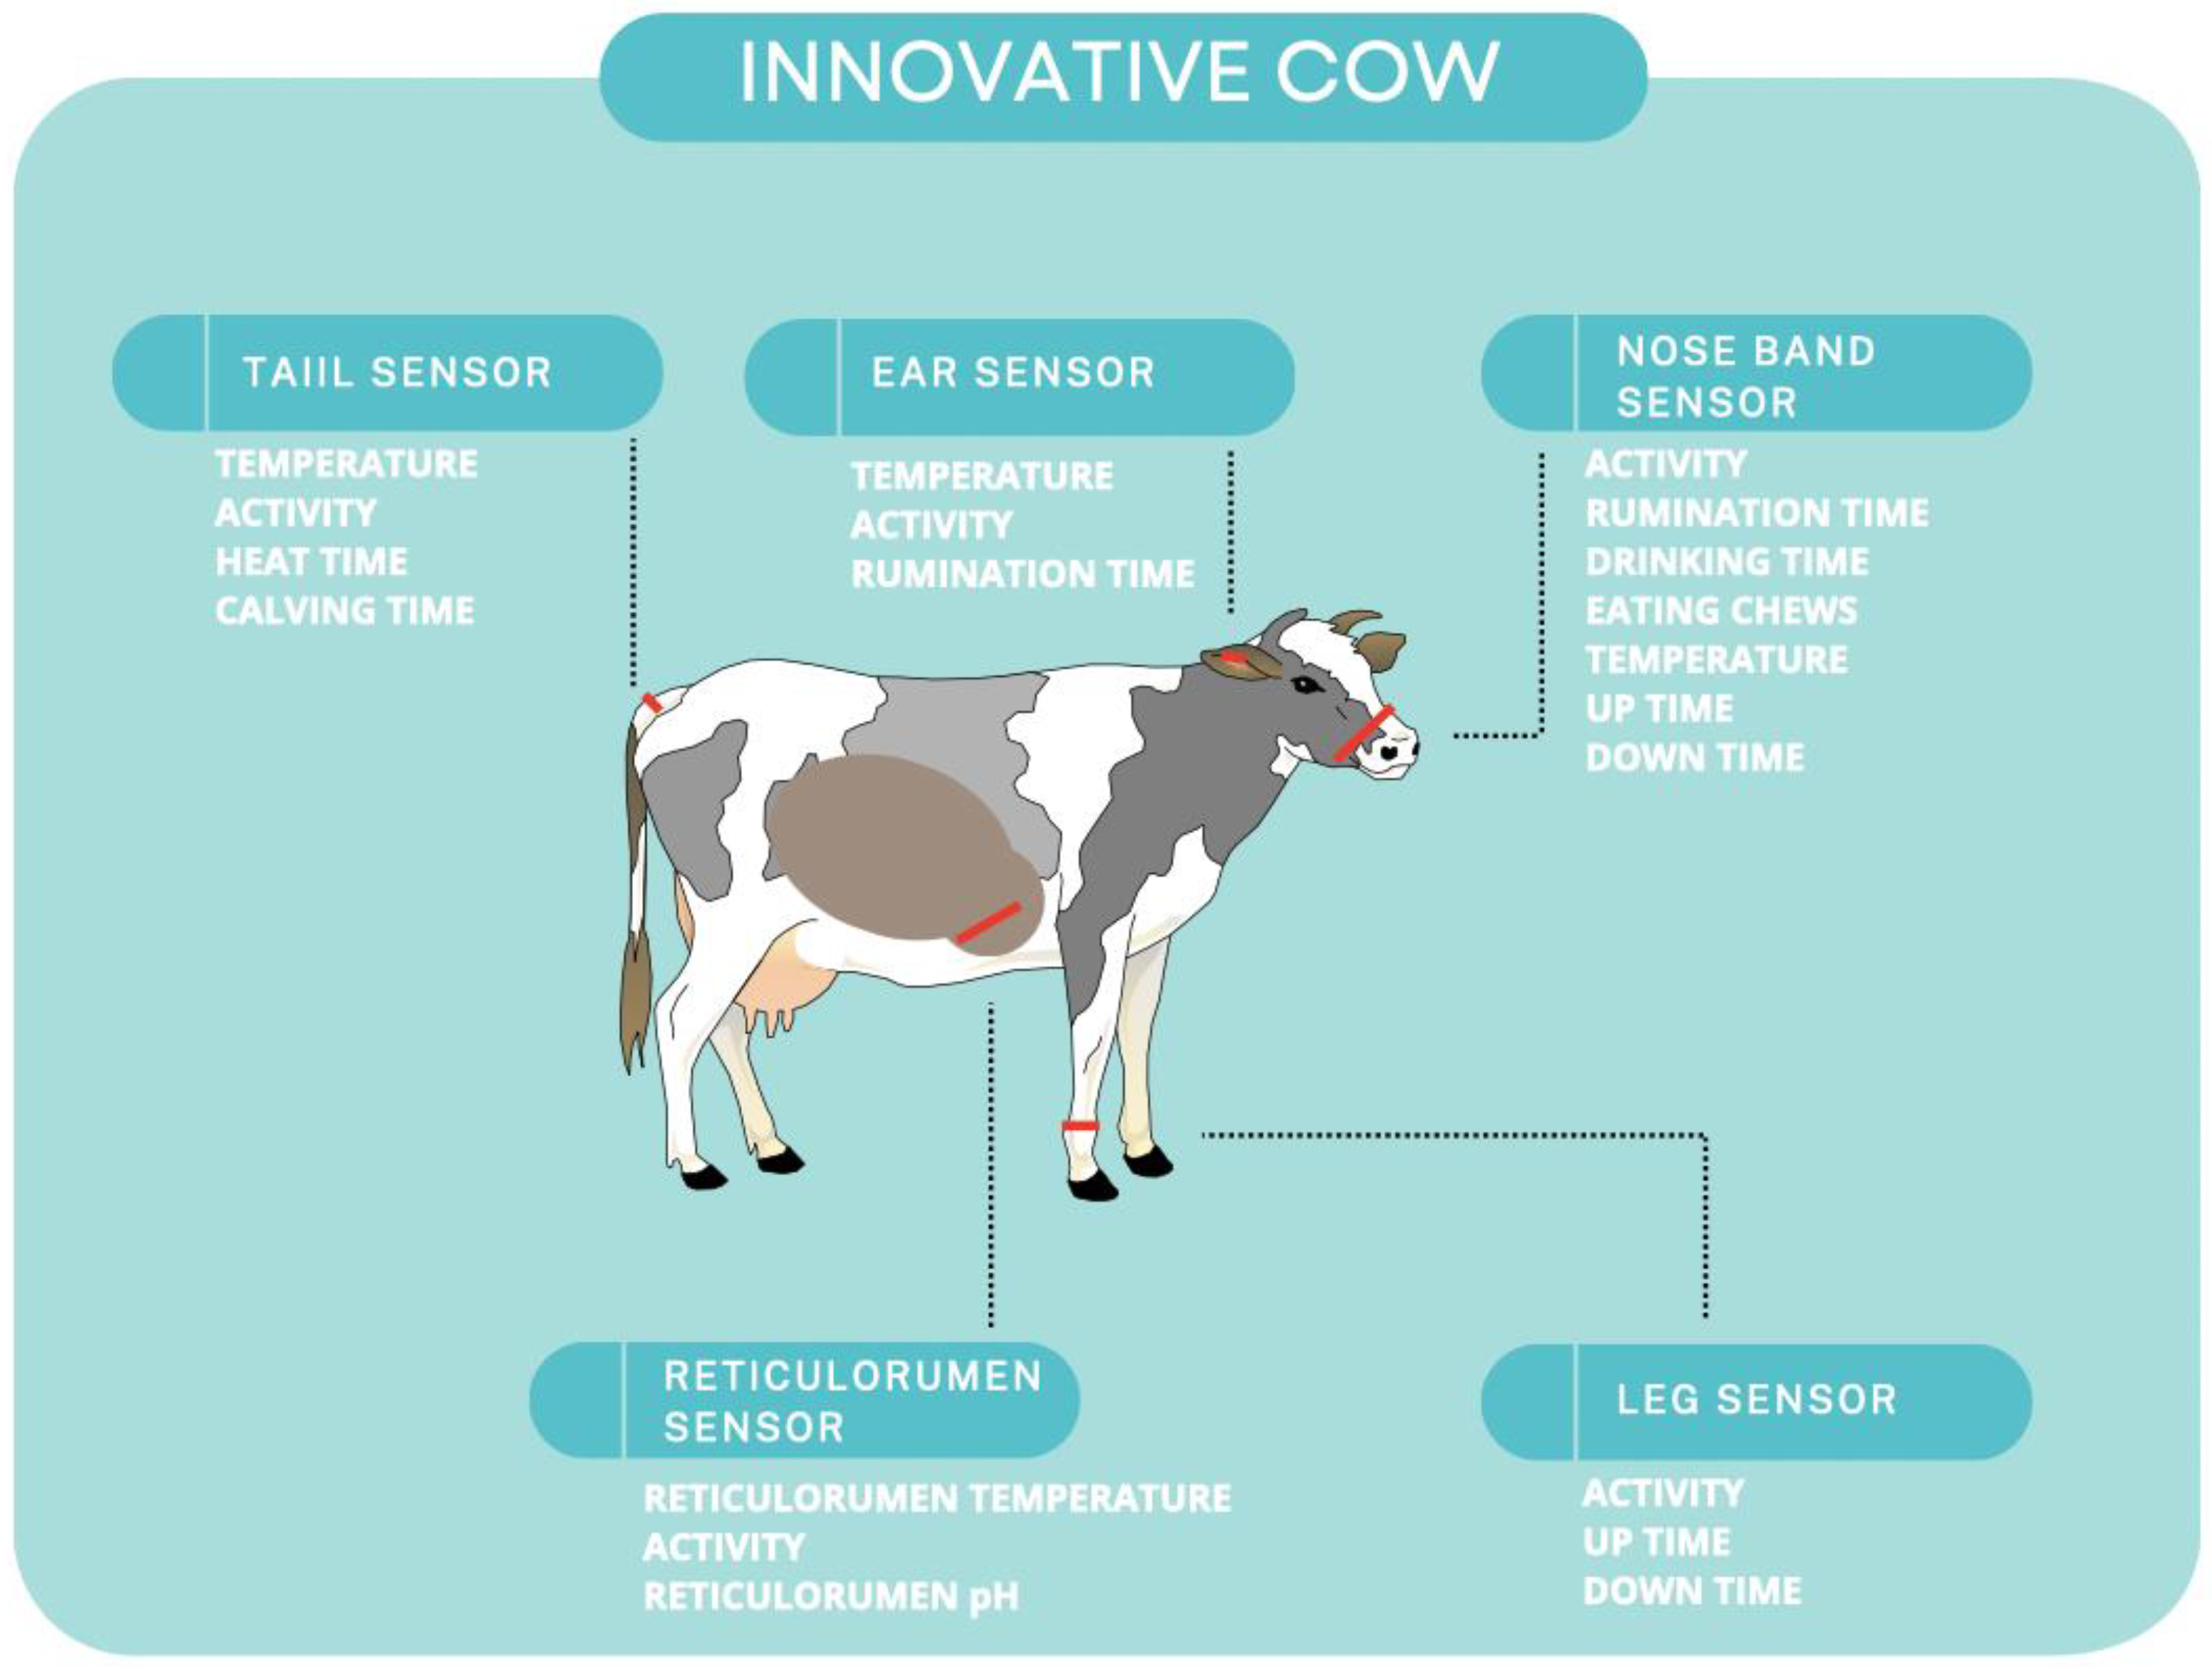 INNOVATIVE COW
TAIIL SENSOR
TEMPERATURE
ACTIVITY
HEAT TIME
CALVING TIME
EAR SENSOR
TEMPERATURE
ACTIVITY
RUMINATION TIME
NOSE BAND
SENSOR
ACTIVITY
RUMINATION TIME
DRINKING TIME
EATING CHEWS
TEMPERATURE
UP TIME
DOWN TIME
RETICULORUMEN
SENSOR
RETICULORUMEN TEMPERATURE
ACTIVITY
RETICULORUMEN pH
LEG SENSOR
ACTIVITY
UP TIME
DOWN TIME